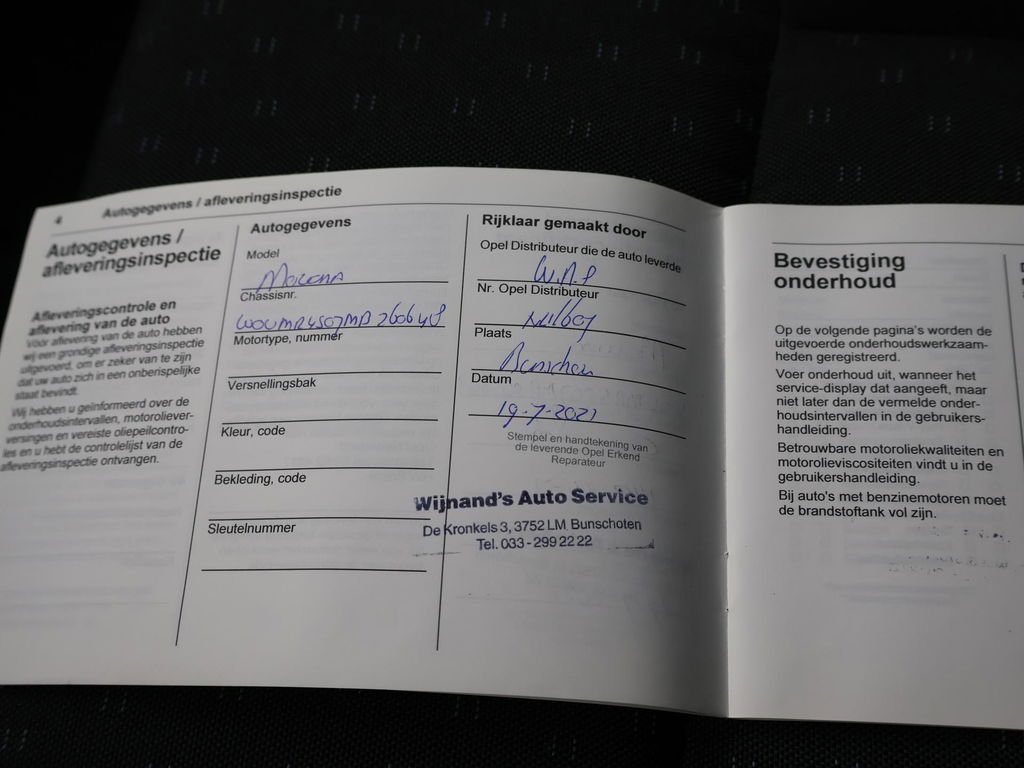 4
Autogegevens / afleveringsinspectie
Autogegevens /
afleveringsinspectie
Afleveringscontrole en
aflevering van de auto
Vóór aflevering van de auto hebben
wij een grondige afleveringsinspectie
uitgevoerd, om er zeker van te zijn
dat uw auto zich in een onberispelijke
staat bevindt.
Wij hebben u geïnformeerd over de
onderhoudsintervallen, motoroliever-
versingen en vereiste oliepeilcontro-
les en u hebt de controlelijst van de
afleveringsinspectie ontvangen.
Autogegevens
Model
Chassisnr.
Motortype, nummer
Versnellingsbak
Kleur, code
Bekleding, code
Sleutelnummer
Rijklaar gemaakt door
Opel Distributeur die de auto leverde
Nr. Opel Distributeur
Plaats
Datum
19-7-2021
Stempel en handtekening van
de leverende Opel Erkend
Reparateur
Wijnand's Auto Service
De Kronkels 3, 3752 LM Bunschoten
Tel. 033-299 22 22
Bevestiging
onderhoud
Op de volgende pagina's worden de
uitgevoerde onderhoudswerkzaam-
heden geregistreerd.
Voer onderhoud uit, wanneer het
service-display dat aangeeft, maar
niet later dan de vermelde onder-
houdsintervallen in de gebruikers-
handleiding.
Betrouwbare motoroliekwaliteiten en
motorolieviscositeiten vindt u in de
gebruikershandleiding.
Bij auto's met benzinemotoren moet
de brandstoftank vol zijn.